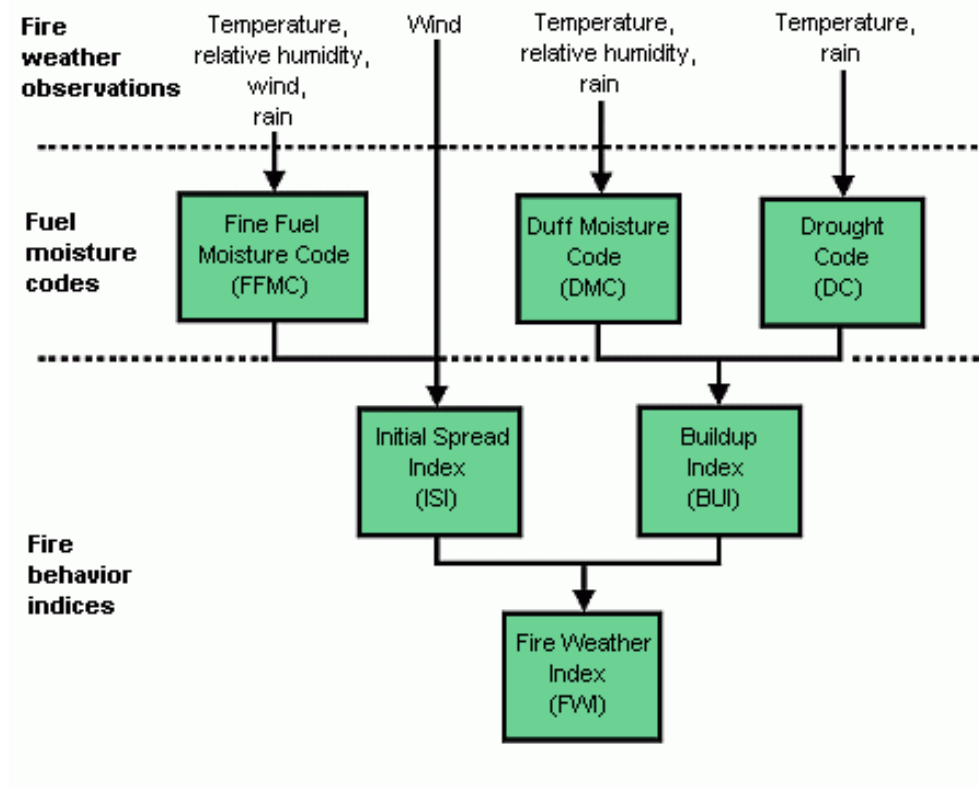 Fire
weather
observations
Temperature,
relative humidity,
wind,
rain
Wind
Temperature,
relative humidity,
rain
Temperature,
rain
Fuel
moisture
codes
Fine Fuel
Moisture Code
(FFMC)
Duff Moisture
Code
(DMC)
Drought
Code
(DC)
Fire
behavior
indices
Initial Spread
Index
(ISI)
Buildup
Index
(BUI)
Fire Weather
Index
(FWI)